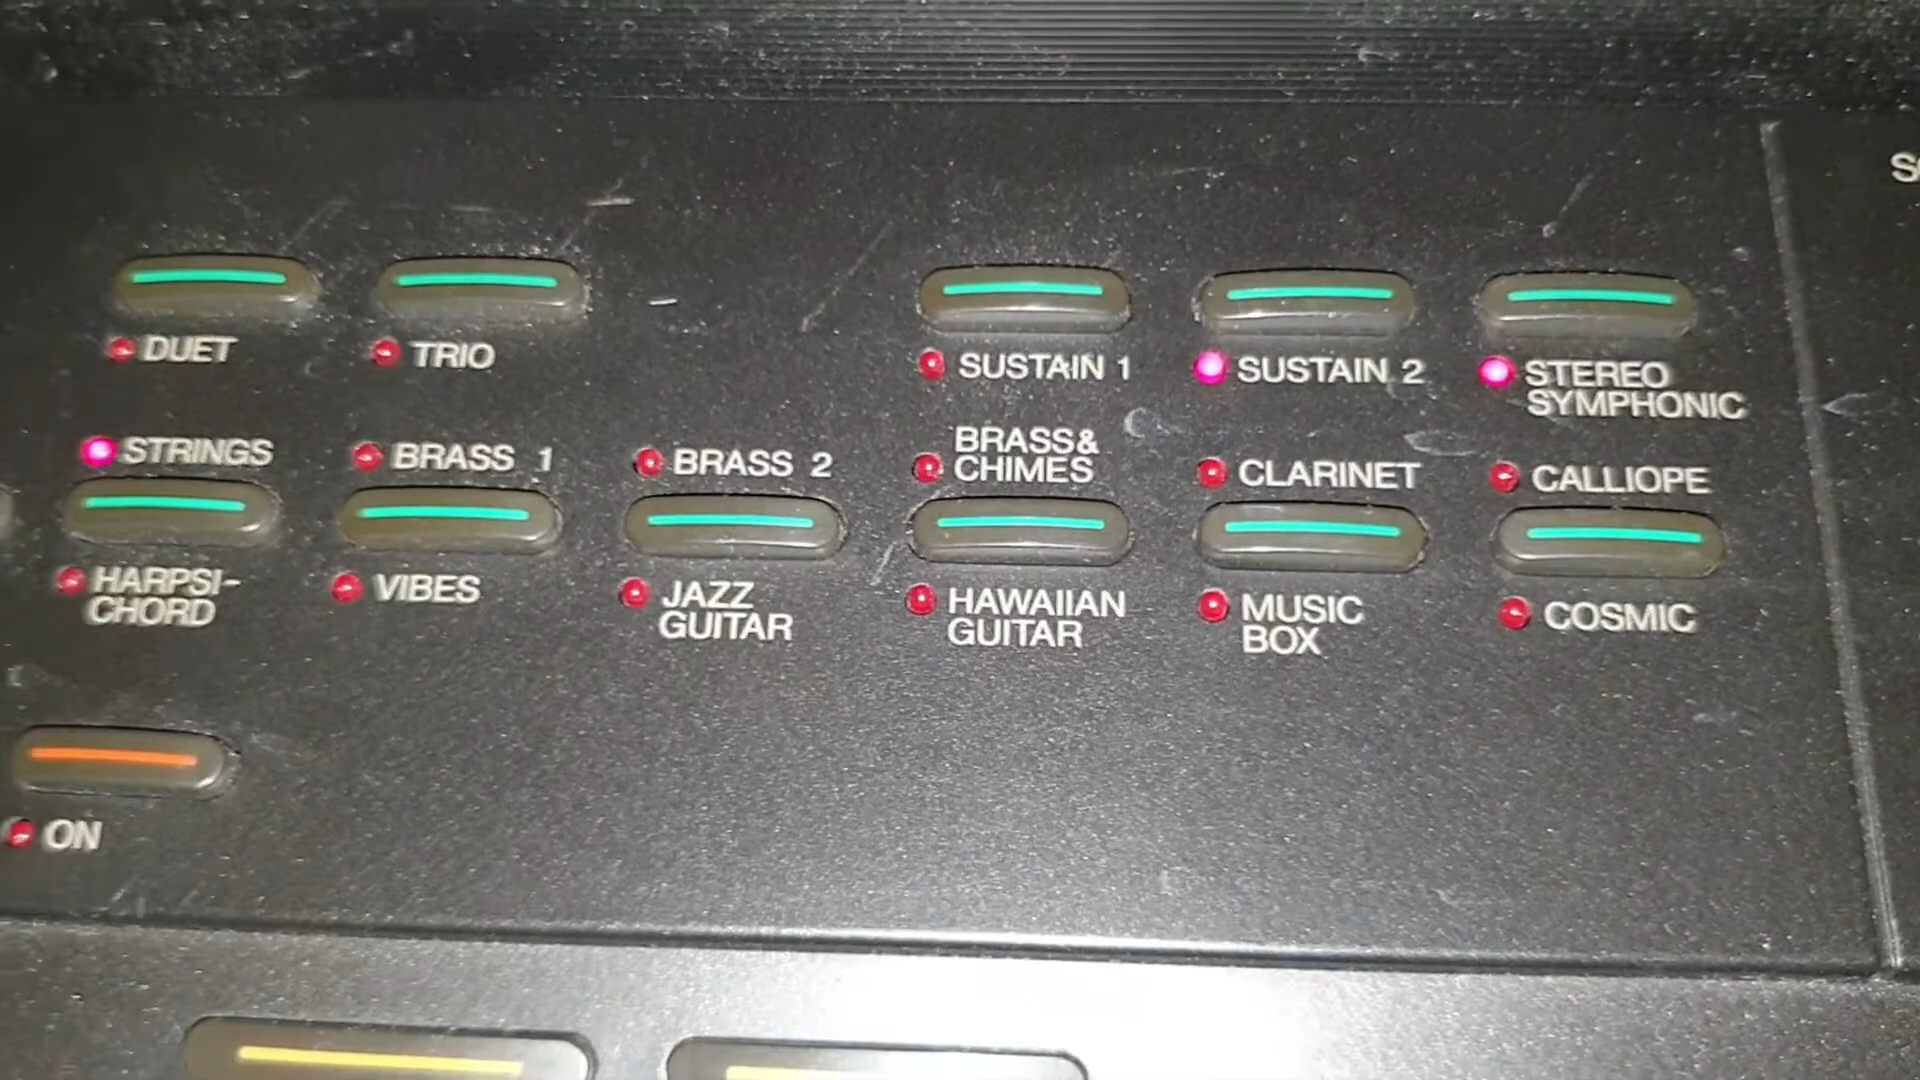 DUET
TRIO
SUSTAIN 1
SUSTAIN 2
STEREO
SYMPHONIC
STRINGS
BRASS 1
BRASS 2
BRASS&
CHIMES
CLARINET
CALLIOPE
HARPSI-
CHORD
VIBES
JAZZ
GUITAR
HAWAIIAN
GUITAR
MUSIC
BOX
COSMIC
ON